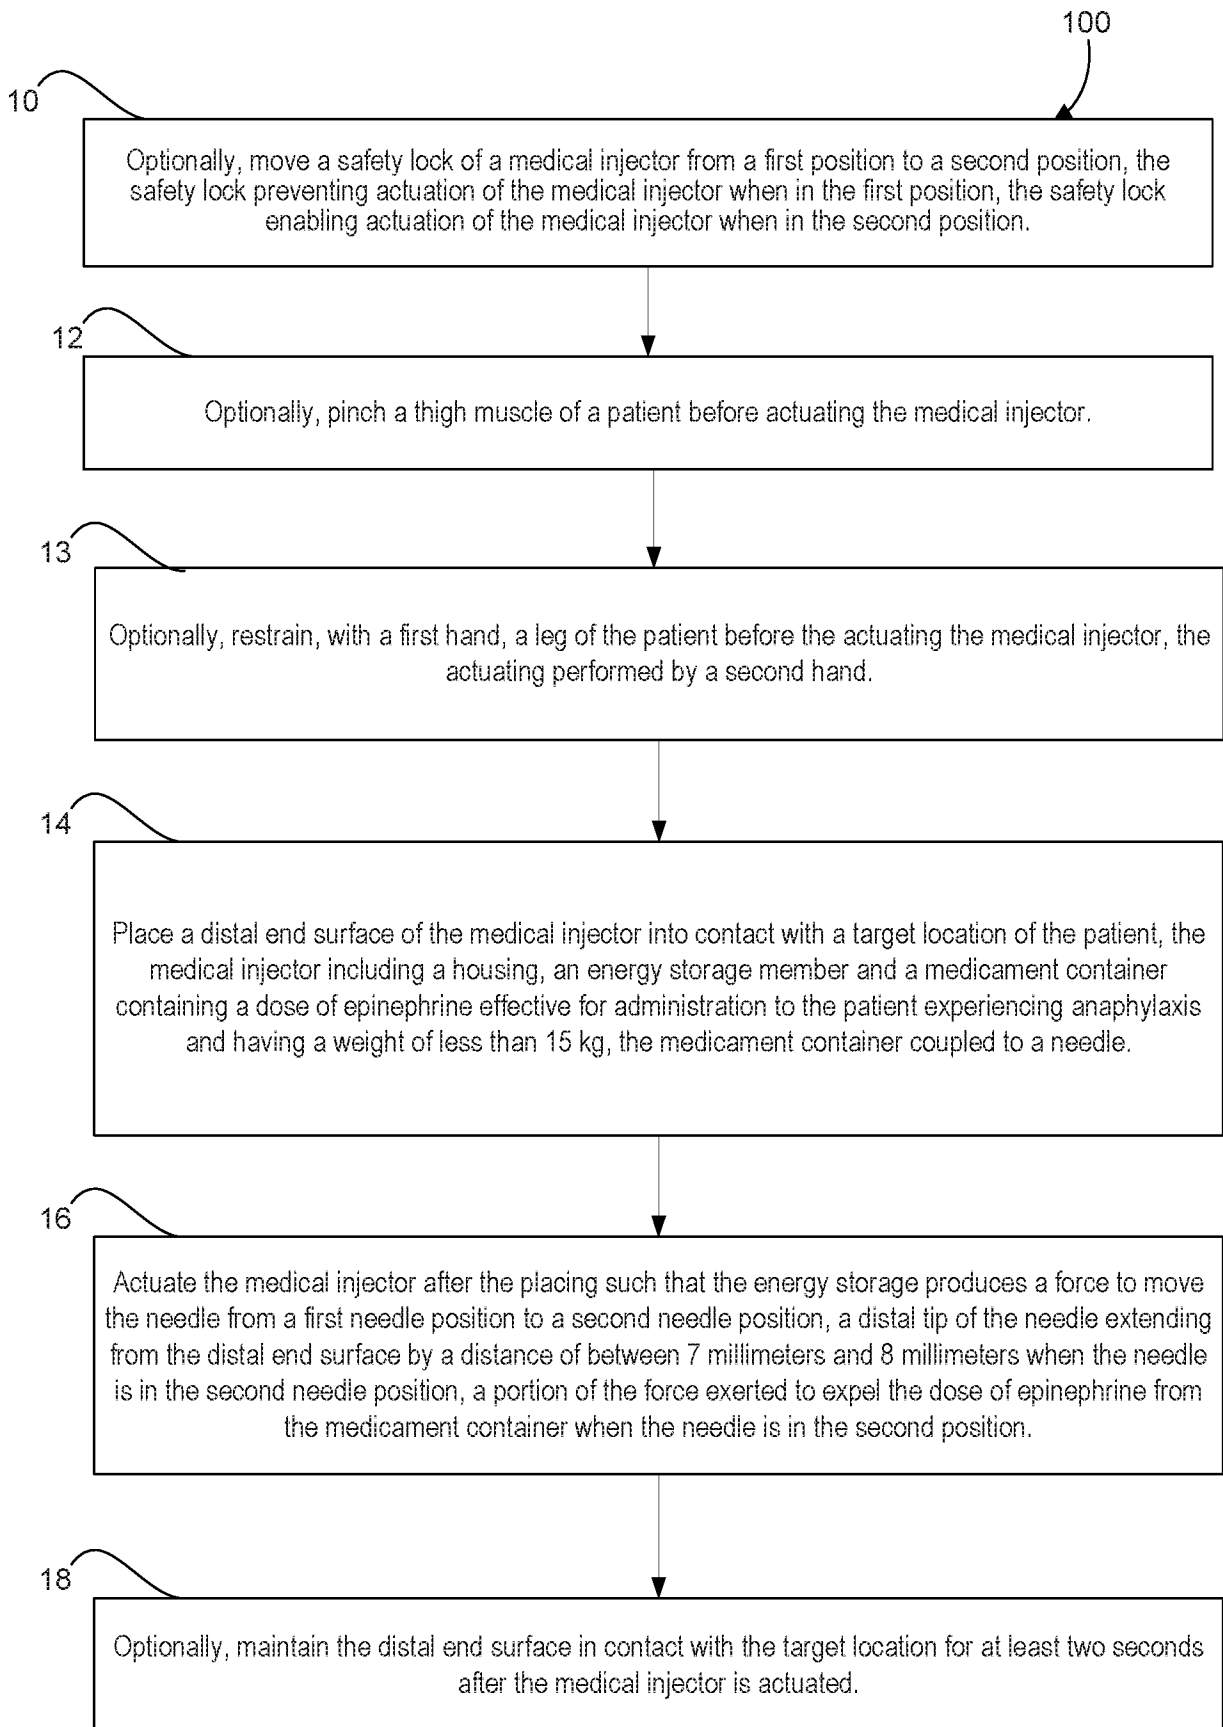 100
10
Optionally, move a safety lock of a medical injector from a first position to a second position, the
safety lock preventing actuation of the medical injector when in the first position, the safety lock
enabling actuation of the medical injector when in the second position.
12
Optionally, pinch a thigh muscle of a patient before actuating the medical injector.
13
Optionally, restrain, with a first hand, a leg of the patient before the actuating the medical injector, the
actuating performed by a second hand.
14
Place a distal end surface of the medical injector into contact with a target location of the patient, the
medical injector including a housing, an energy storage member and a medicament container
containing a dose of epinephrine effective for administration to the patient experiencing anaphylaxis
and having a weight of less than 15 kg, the medicament container coupled to a needle.
16
Actuate the medical injector after the placing such that the energy storage produces a force to move
the needle from a first needle position to a second needle position, a distal tip of the needle extending
from the distal end surface by a distance of between 7 millimeters and 8 millimeters when the needle
is in the second needle position, a portion of the force exerted to expel the dose of epinephrine from
the medicament container when the needle is in the second position.
18
Optionally, maintain the distal end surface in contact with the target location for at least two seconds
after the medical injector is actuated.